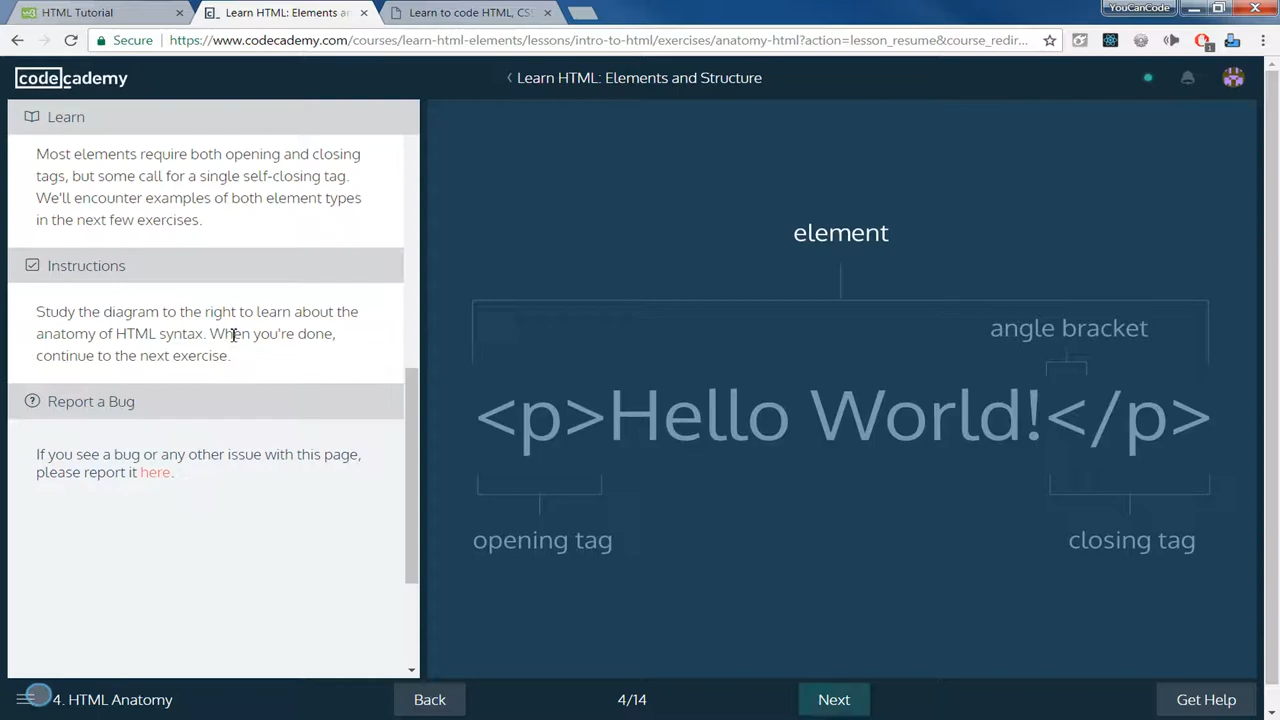 HTML Tutorial
Learn HTML: Elements an
Learn to code HTML, CSS
YouCanCode
Secure
https://www.codecademy.com/courses/learn-html-elements/lessons/intro-to-html/exercises/anatomy-html?action=lesson_resume&course_redir...
1
codecademy
Learn HTML: Elements and Structure
Learn
Most elements require both opening and closing
tags, but some call for a single self-closing tag.
We'll encounter examples of both element types
in the next few exercises.
Instructions
Study the diagram to the right to learn about the
anatomy of HTML syntax. When you're done,
continue to the next exercise.
Report a Bug
If you see a bug or any other issue with this page,
please report it here.
element
angle bracket
<p>Hello World!</p>
opening tag
closing tag
4. HTML Anatomy
Back
4/14
Next
Get Help